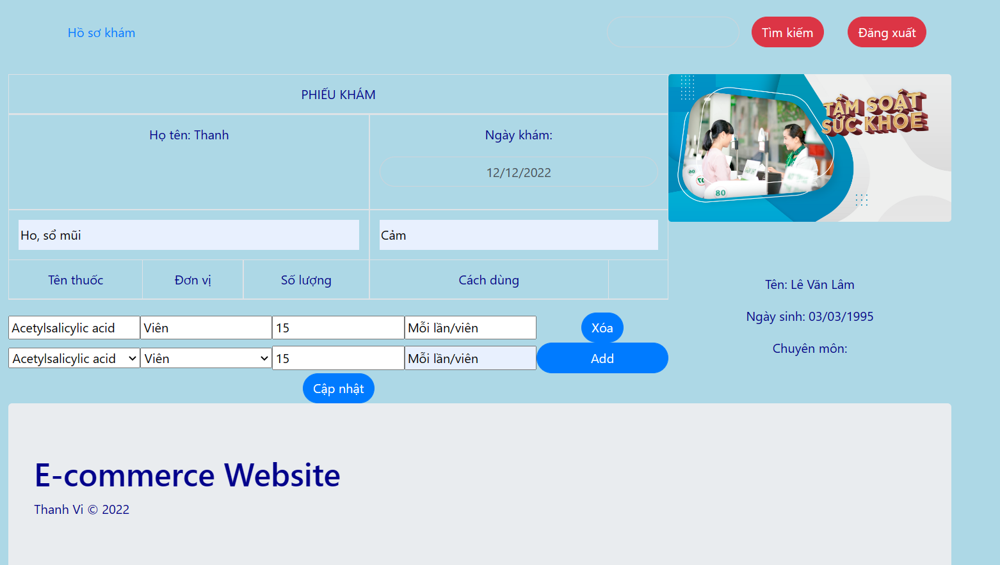 Hồ sơ khám
Tìm kiếm
Đăng xuất
PHIẾU KHÁM
Họ tên: Thanh
Ngày khám:
12/12/2022
Ho, sổ mũi
Cảm
Tên thuốc
Đơn vị
Số lượng
Cách dùng
Acetylsalicylic acid
Viên
15
Mỗi lần/viên
Xóa
Acetylsalicylic acid
Viên
15
Mỗi lần/viên
Add
Cập nhật
TẦM SOÁT
SỨC KHỎE
06
07
08
Tên: Lê Văn Lâm
Ngày sinh: 03/03/1995
Chuyên môn:
E-commerce Website
Thanh Vi © 2022